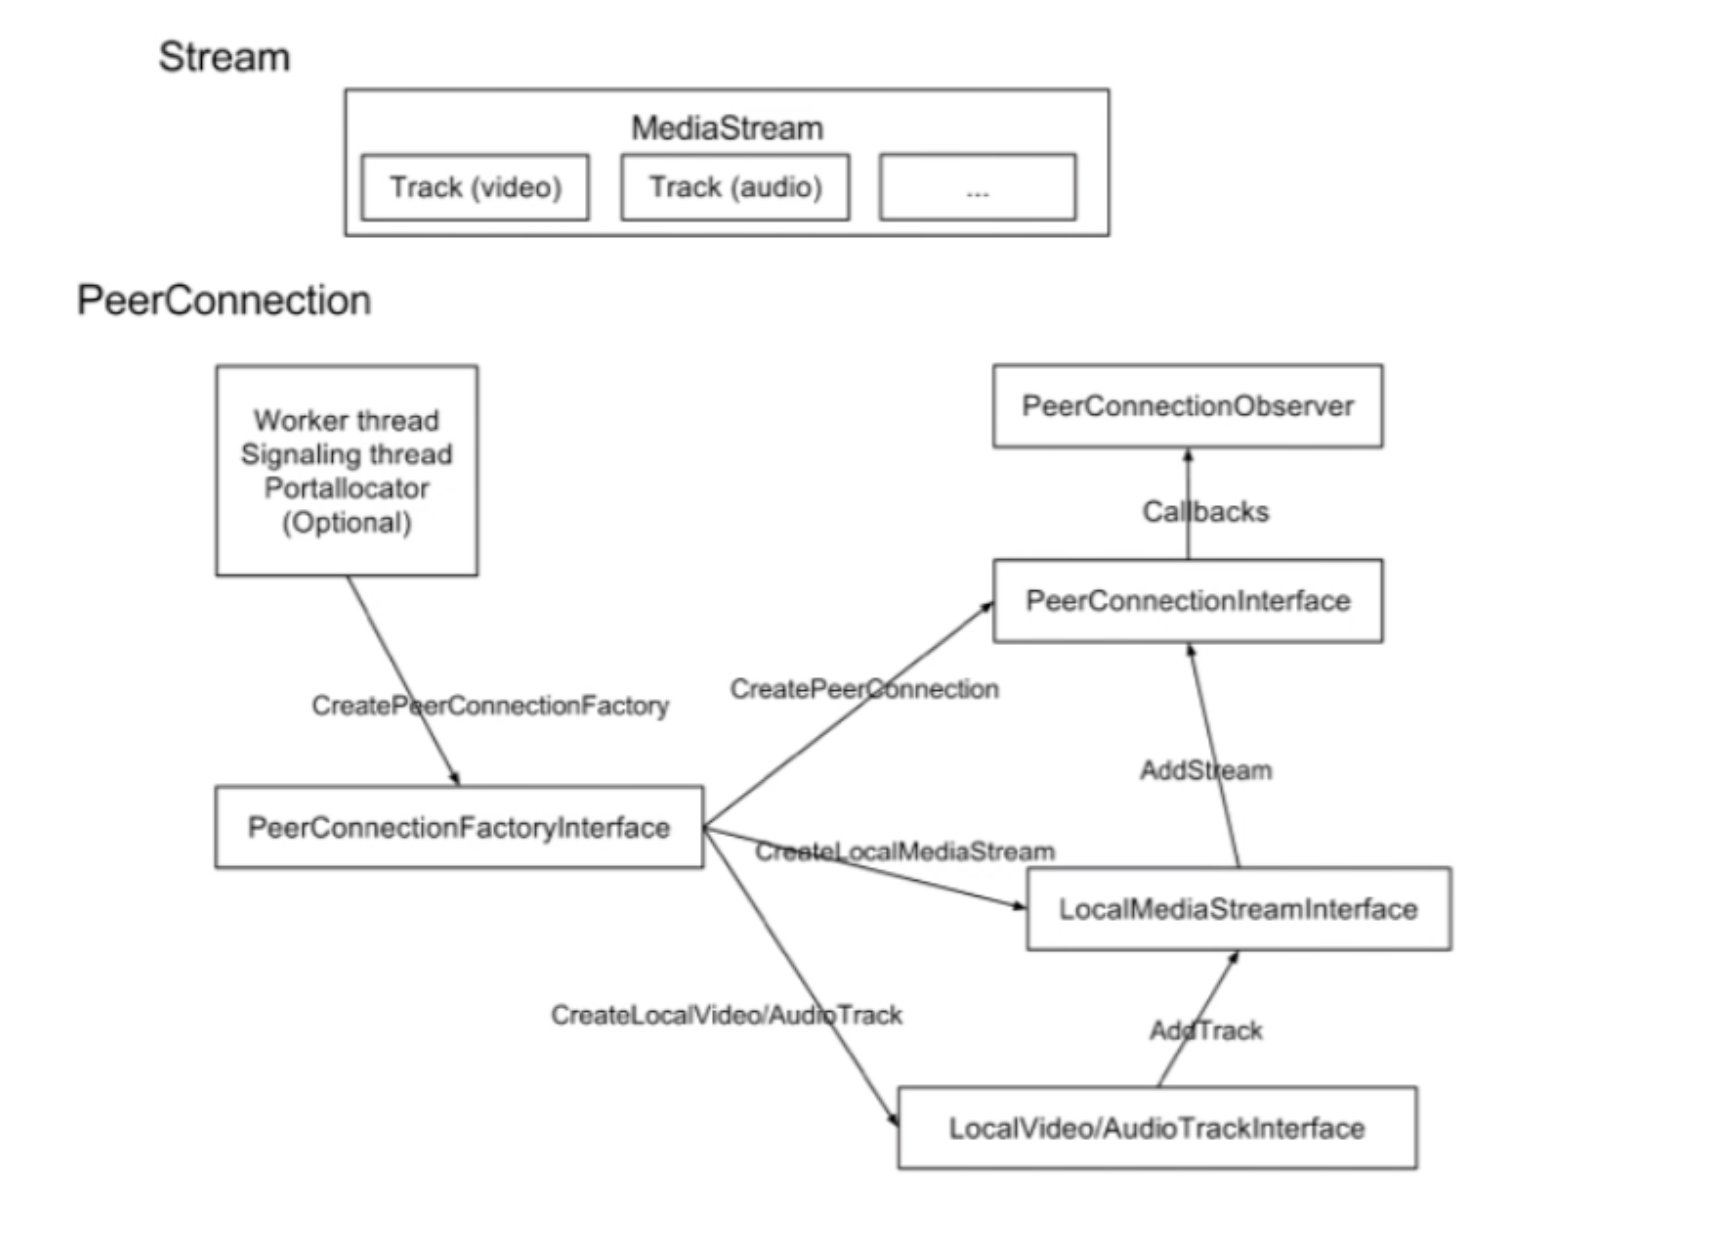 Stream
MediaStream
Track (video)
Track (audio)
...
PeerConnection
Worker thread
Signaling thread
Portallocator
(Optional)
PeerConnectionObserver
Callbacks
PeerConnectionInterface
CreatePeerConnectionFactory
CreatePeerConnection
AddStream
PeerConnectionFactoryInterface
CreateLocalMediaStream
LocalMediaStreamInterface
CreateLocalVideo/AudioTrack
AddTrack
LocalVideo/AudioTrackInterface